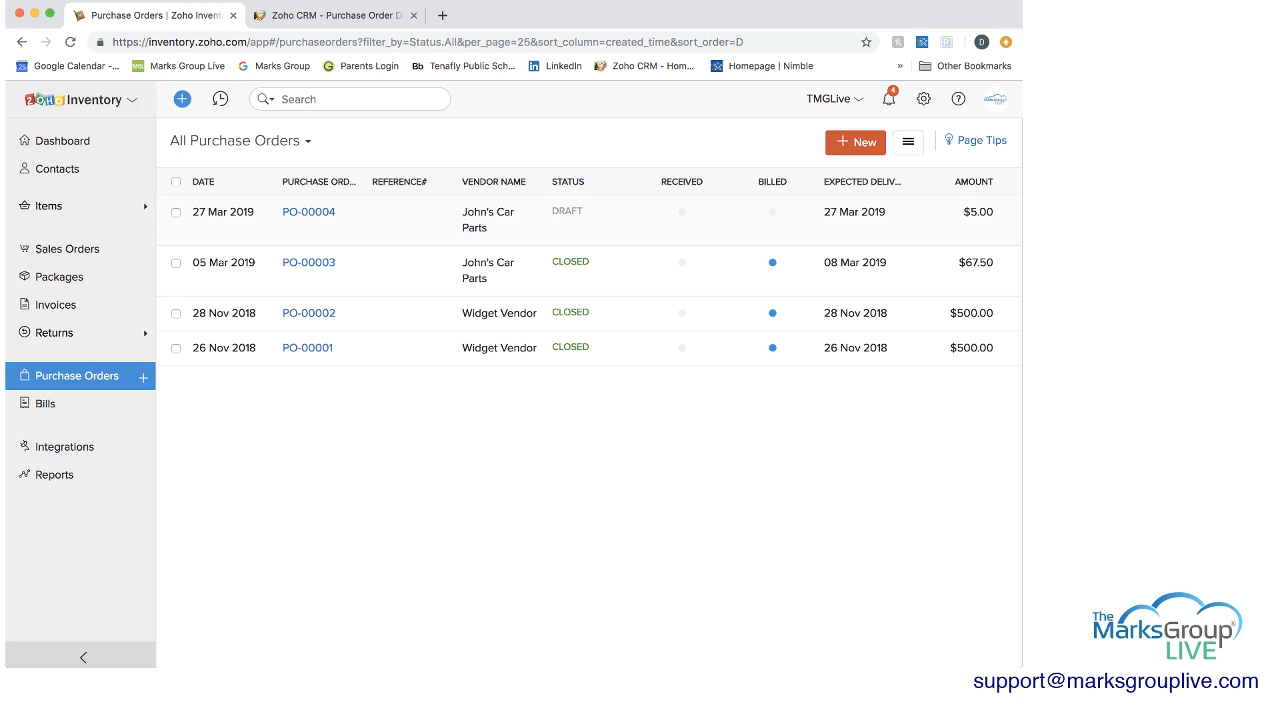 Purchase Orders | Zoho Invent
Zoho CRM - Purchase Order D
https://inventory.zoho.com/app#/purchaseorders?filter_by=Status.All&per_page=25&sort_column=created_time&sort_order=D
D
25 Google Calendar -... Marks Group Live G Marks Group Parents Login Bb Tenafly Public Sch... in LinkedIn Zoho CRM - Hom... Homepage | Nimble » Other Bookmarks
ZOHO Inventory
Search
TMGLive
4
Dashboard
Contacts
Items
Sales Orders
Packages
Invoices
Returns
Purchase Orders +
Bills
Integrations
Reports
All Purchase Orders
+ New
Page Tips
DATE PURCHASE ORD... REFERENCE# VENDOR NAME STATUS RECEIVED BILLED EXPECTED DELIV... AMOUNT
27 Mar 2019 PO-00004 John's Car Parts DRAFT 27 Mar 2019 $5.00
05 Mar 2019 PO-00003 John's Car Parts CLOSED 08 Mar 2019 $67.50
28 Nov 2018 PO-00002 Widget Vendor CLOSED 28 Nov 2018 $500.00
26 Nov 2018 PO-00001 Widget Vendor CLOSED 26 Nov 2018 $500.00
The
MarksGroup®
LIVE
support@marksgrouplive.com